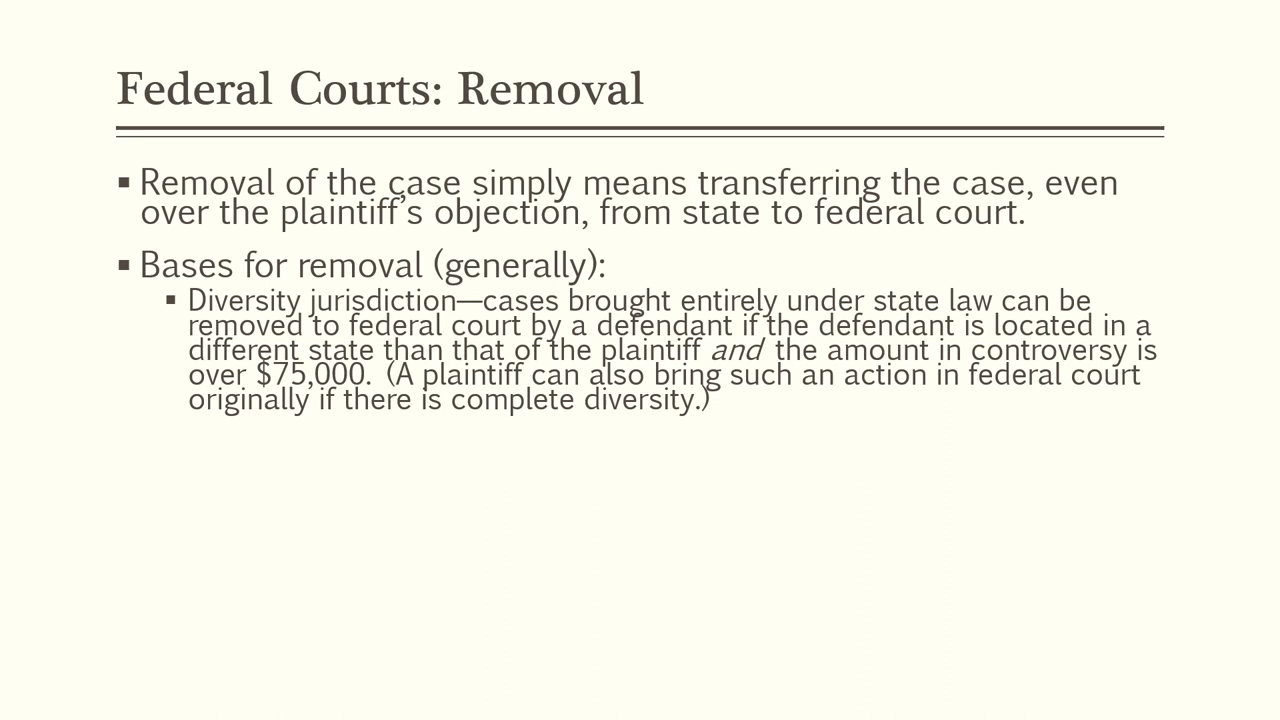 Federal Courts: Removal
▪ Removal of the case simply means transferring the case, even
over the plaintiff's objection, from state to federal court.
▪ Bases for removal (generally):
▪ Diversity jurisdiction—cases brought entirely under state law can be
removed to federal court by a defendant if the defendant is located in a
different state than that of the plaintiff and the amount in controversy is
over $75,000. (A plaintiff can also bring such an action in federal court
originally if there is complete diversity.)